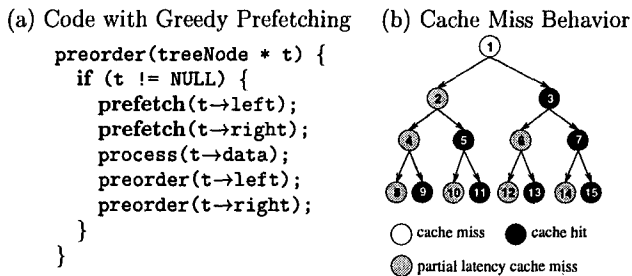 (a) Code with Greedy Prefetching
preorder(treeNode * t) {
if (t != NULL) {
prefetch(t→left);
prefetch(t→right);
process(t→data);
preorder(t→left);
preorder(t→right);
}
}
(b) Cache Miss Behavior
1
2 3
4 5 6 7
8 9 10 11 12 13 14 15
cache miss cache hit
partial latency cache miss